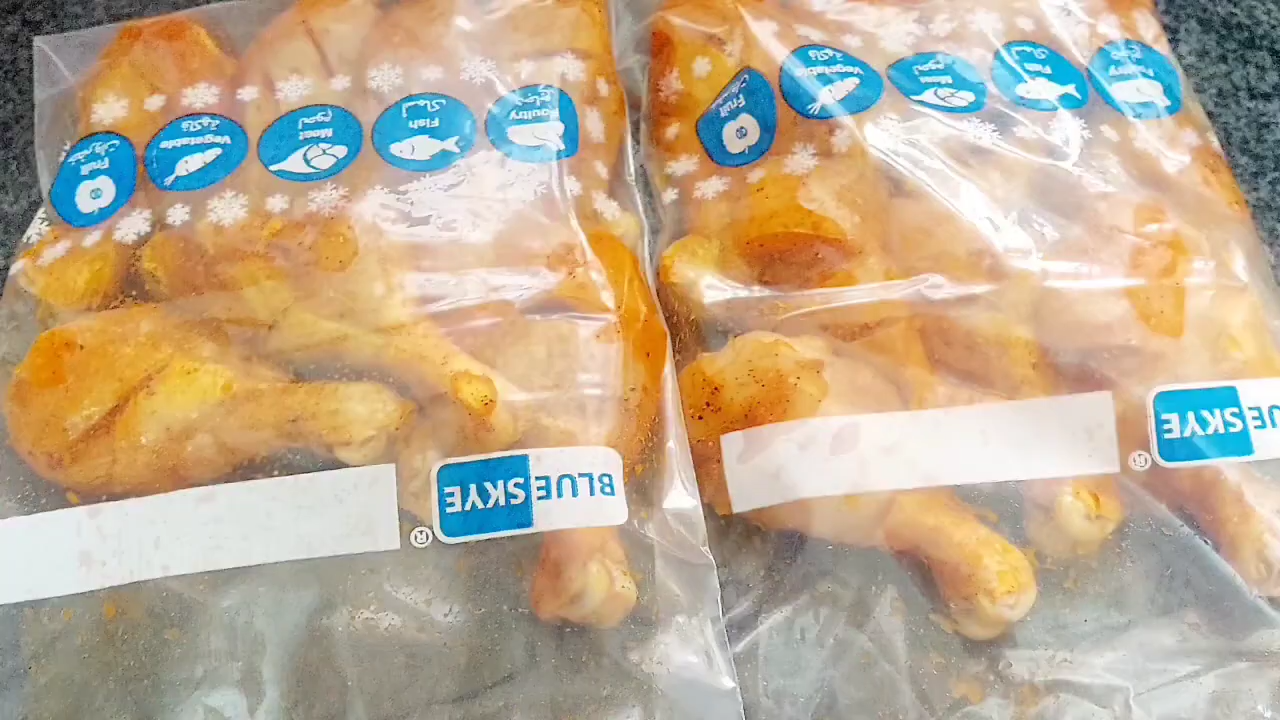 Fruit
Vegetable
Meat
Fish
Poultry
BLUESKYE®
Fruit
Vegetable
Meat
Fish
Poultry
BLUESKYE®